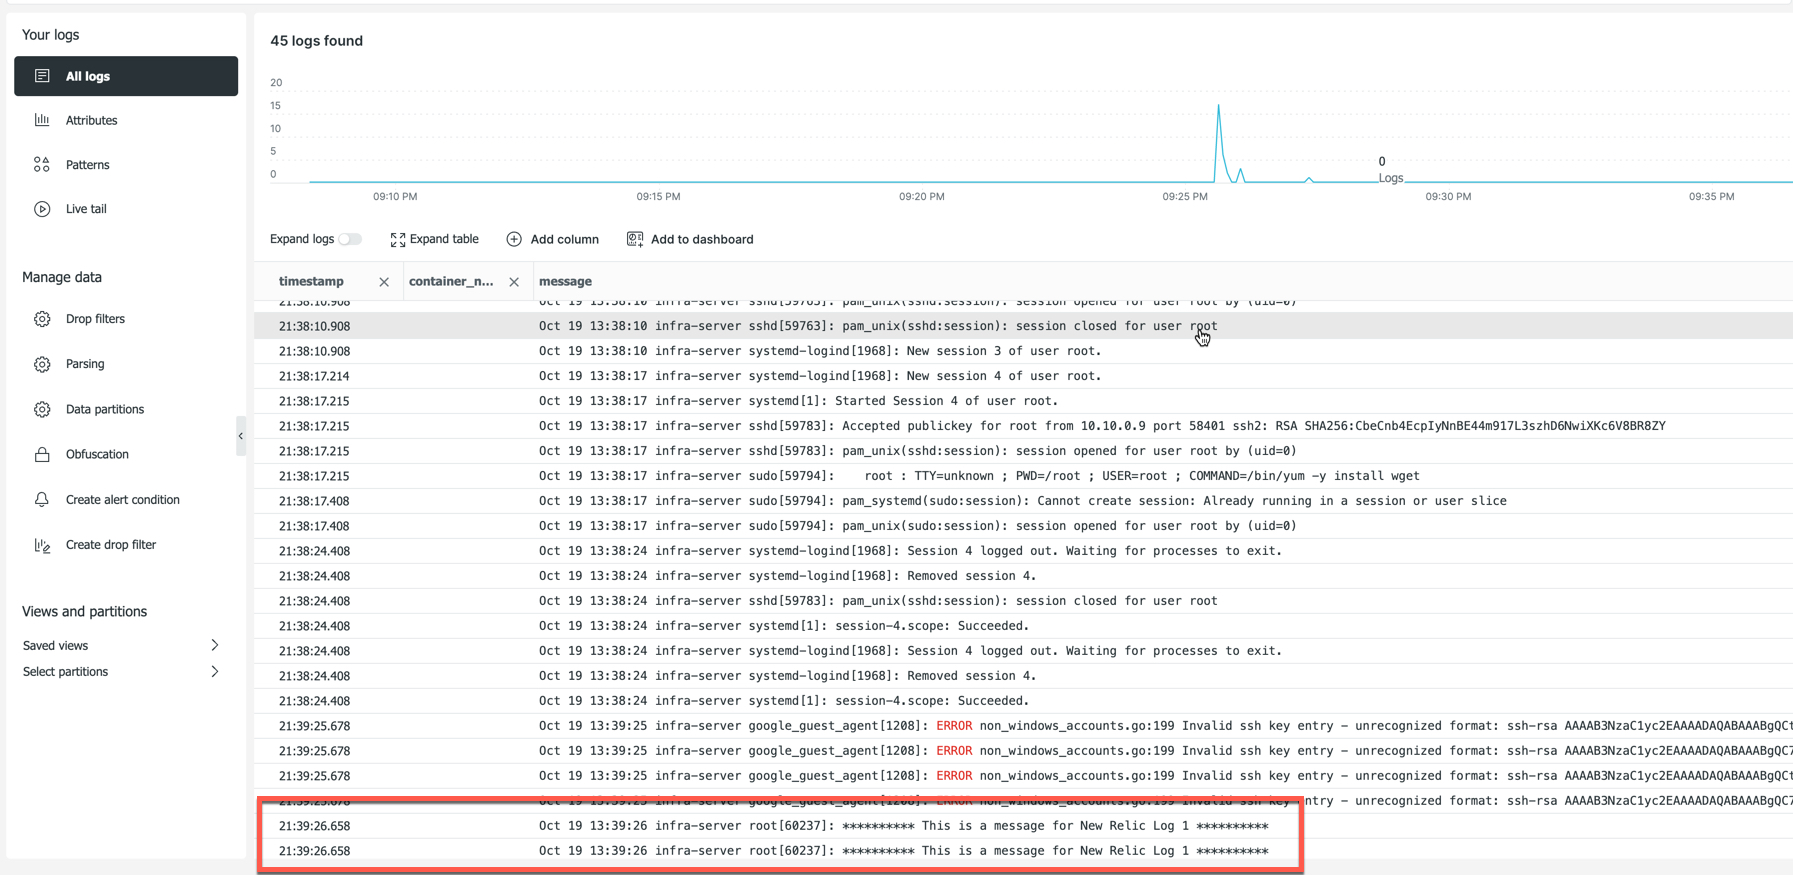 Your logs
All logs
Attributes
Patterns
Live tail
Manage data
Drop filters
Parsing
Data partitions
Obfuscation
Create alert condition
Create drop filter
Views and partitions
Saved views
Select partitions
45 logs found
20
15
10
5
0
0
Logs
09:10 PM 09:15 PM 09:20 PM 09:25 PM 09:30 PM 09:35 PM
Expand logs Expand table Add column Add to dashboard
timestamp container_n... message
21:38:10.908 Oct 19 13:38:10 infra-server sshd[59763]: pam_unix(sshd:session): session opened for user root by (uid=0)
21:38:10.908 Oct 19 13:38:10 infra-server sshd[59763]: pam_unix(sshd:session): session closed for user root
21:38:10.908 Oct 19 13:38:10 infra-server systemd-logind[1968]: New session 3 of user root.
21:38:17.214 Oct 19 13:38:17 infra-server systemd-logind[1968]: New session 4 of user root.
21:38:17.215 Oct 19 13:38:17 infra-server systemd[1]: Started Session 4 of user root.
21:38:17.215 Oct 19 13:38:17 infra-server sshd[59783]: Accepted publickey for root from 10.10.0.9 port 58401 ssh2: RSA SHA256:CbeCnb4EcpIyNnBE44m917L3szhD6NwiXKc6V8BR8ZY
21:38:17.215 Oct 19 13:38:17 infra-server sshd[59783]: pam_unix(sshd:session): session opened for user root by (uid=0)
21:38:17.215 Oct 19 13:38:17 infra-server sudo[59794]: root : TTY=unknown ; PWD=/root ; USER=root ; COMMAND=/bin/yum -y install wget
21:38:17.408 Oct 19 13:38:17 infra-server sudo[59794]: pam_systemd(sudo:session): Cannot create session: Already running in a session or user slice
21:38:17.408 Oct 19 13:38:17 infra-server sudo[59794]: pam_unix(sudo:session): session opened for user root by (uid=0)
21:38:24.408 Oct 19 13:38:24 infra-server systemd-logind[1968]: Session 4 logged out. Waiting for processes to exit.
21:38:24.408 Oct 19 13:38:24 infra-server systemd-logind[1968]: Removed session 4.
21:38:24.408 Oct 19 13:38:24 infra-server sshd[59783]: pam_unix(sshd:session): session closed for user root
21:38:24.408 Oct 19 13:38:24 infra-server systemd[1]: session-4.scope: Succeeded.
21:38:24.408 Oct 19 13:38:24 infra-server systemd-logind[1968]: Session 4 logged out. Waiting for processes to exit.
21:38:24.408 Oct 19 13:38:24 infra-server systemd-logind[1968]: Removed session 4.
21:38:24.408 Oct 19 13:38:24 infra-server systemd[1]: session-4.scope: Succeeded.
21:39:25.678 Oct 19 13:39:25 infra-server google_guest_agent[1208]: ERROR non_windows_accounts.go:199 Invalid ssh key entry - unrecognized format: ssh-rsa AAAAB3NzaC1yc2EAAAADAQABAAABgQCt
21:39:25.678 Oct 19 13:39:25 infra-server google_guest_agent[1208]: ERROR non_windows_accounts.go:199 Invalid ssh key entry - unrecognized format: ssh-rsa AAAAB3NzaC1yc2EAAAADAQABAAABgQC7
21:39:25.678 Oct 19 13:39:25 infra-server google_guest_agent[1208]: ERROR non_windows_accounts.go:199 Invalid ssh key entry - unrecognized format: ssh-rsa AAAAB3NzaC1yc2EAAAADAQABAAABgQCt
21:39:25.678 Oct 19 13:39:25 infra-server google_guest_agent[1208]: ERROR non_windows_accounts.go:199 Invalid ssh key entry - unrecognized format: ssh-rsa AAAAB3NzaC1yc2EAAAADAQABAAABgQC7
21:39:26.658 Oct 19 13:39:26 infra-server root[60237]: ********** This is a message for New Relic Log 1 **********
21:39:26.658 Oct 19 13:39:26 infra-server root[60237]: ********** This is a message for New Relic Log 1 **********